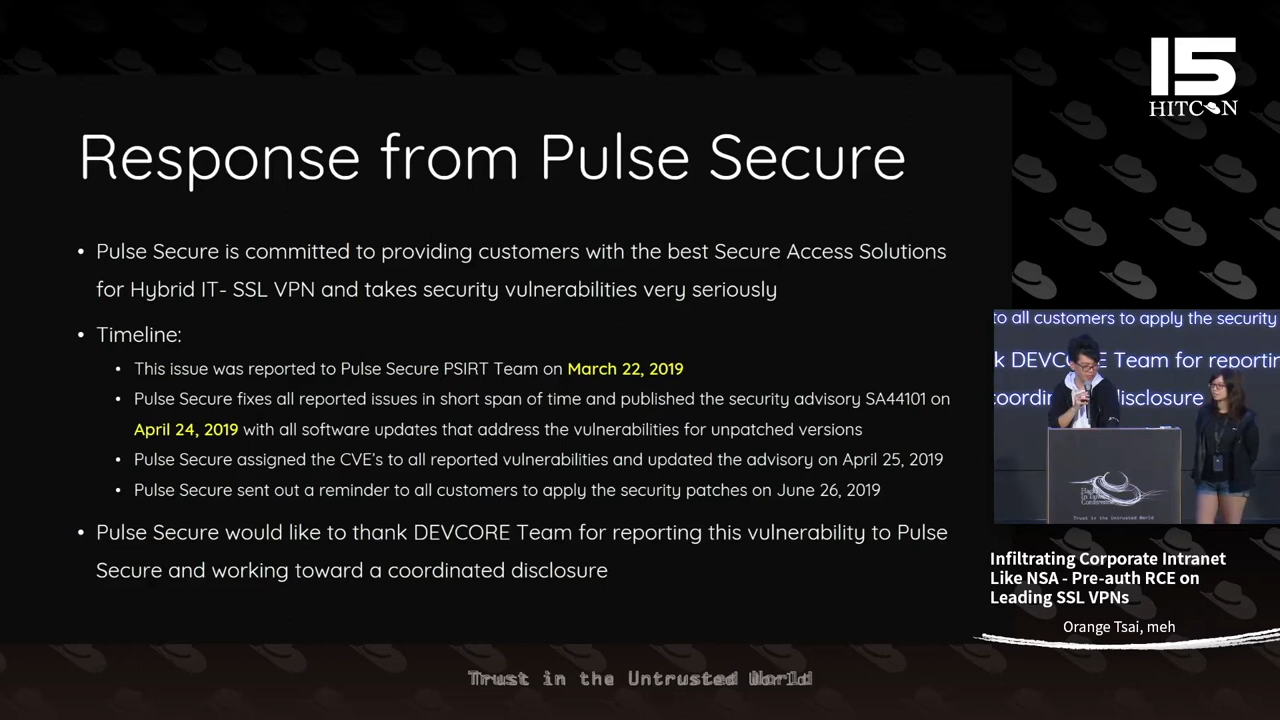 15
HITCON
Response from Pulse Secure
• Pulse Secure is committed to providing customers with the best Secure Access Solutions
for Hybrid IT- SSL VPN and takes security vulnerabilities very seriously
• Timeline:
• This issue was reported to Pulse Secure PSIRT Team on March 22, 2019
• Pulse Secure fixes all reported issues in short span of time and published the security advisory SA44101 on
April 24, 2019 with all software updates that address the vulnerabilities for unpatched versions
• Pulse Secure assigned the CVE's to all reported vulnerabilities and updated the advisory on April 25, 2019
• Pulse Secure sent out a reminder to all customers to apply the security patches on June 26, 2019
• Pulse Secure would like to thank DEVCORE Team for reporting this vulnerability to Pulse
Secure and working toward a coordinated disclosure
to all customers to apply the security
k DEVCORE Team for reportin
coordin disclosure
Trust in the Untrusted World
Infiltrating Corporate Intranet
Like NSA - Pre-auth RCE on
Leading SSL VPNs
Orange Tsai, meh
Trust in the Untrusted World